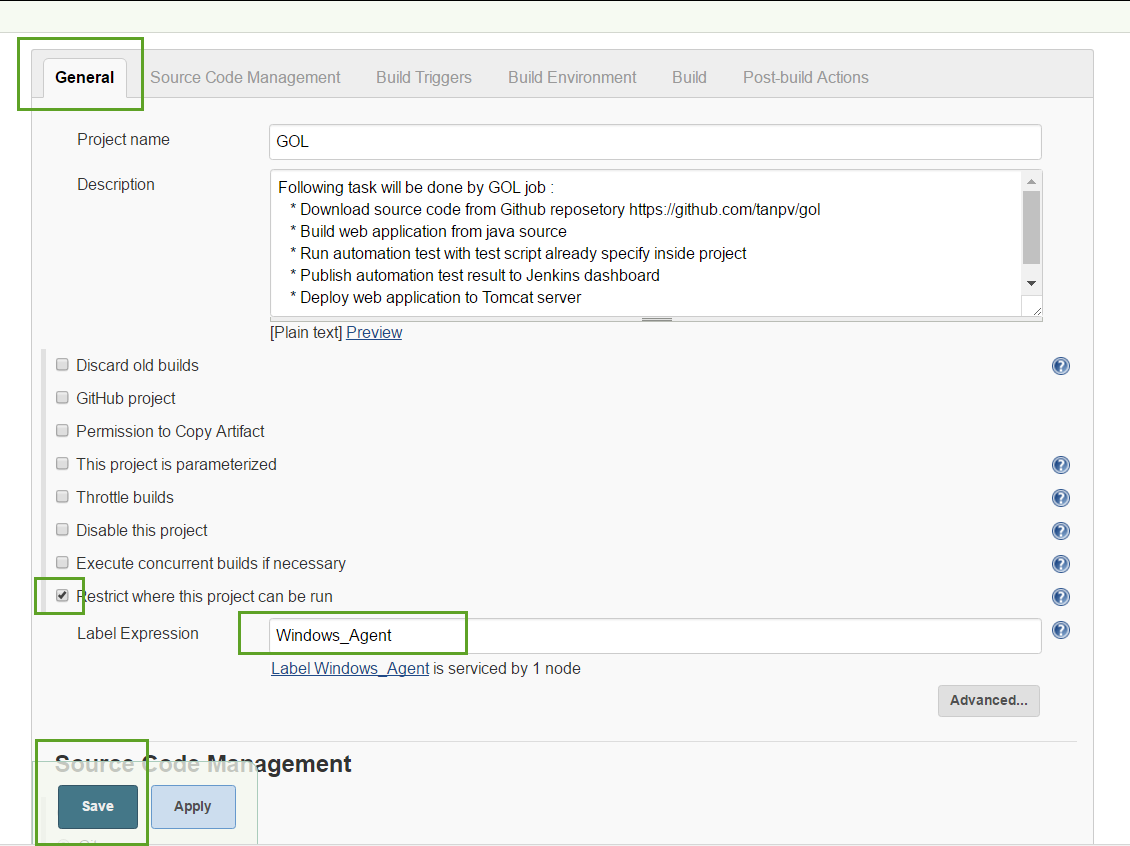 General Source Code Management Build Triggers Build Environment Build Post-build Actions
Project name GOL
Description
Following task will be done by GOL job :
* Download source code from Github reposetory https://github.com/tanpv/gol
* Build web application from java source
* Run automation test with test script already specify inside project
* Publish automation test result to Jenkins dashboard
* Deploy web application to Tomcat server
[Plain text] Preview
Discard old builds
GitHub project
Permission to Copy Artifact
This project is parameterized
Throttle builds
Disable this project
Execute concurrent builds if necessary
Restrict where this project can be run
Label Expression Windows_Agent
Label Windows_Agent is serviced by 1 node
Advanced...
Source Code Management
Save Apply